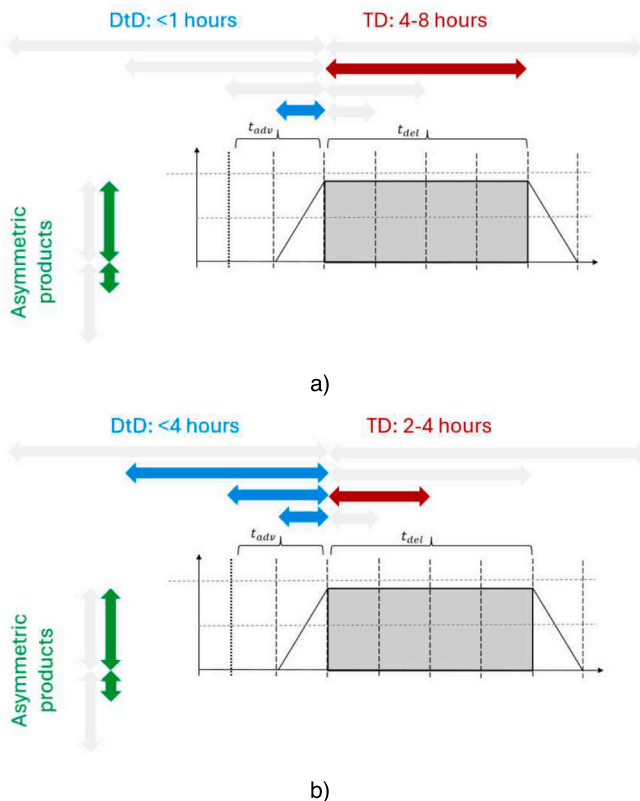 DtD: <1 hours
TD: 4-8 hours
t_adv
t_del
Asymmetric
products
a)
DtD: <4 hours
TD: 2-4 hours
t_adv
t_del
Asymmetric
products
b)